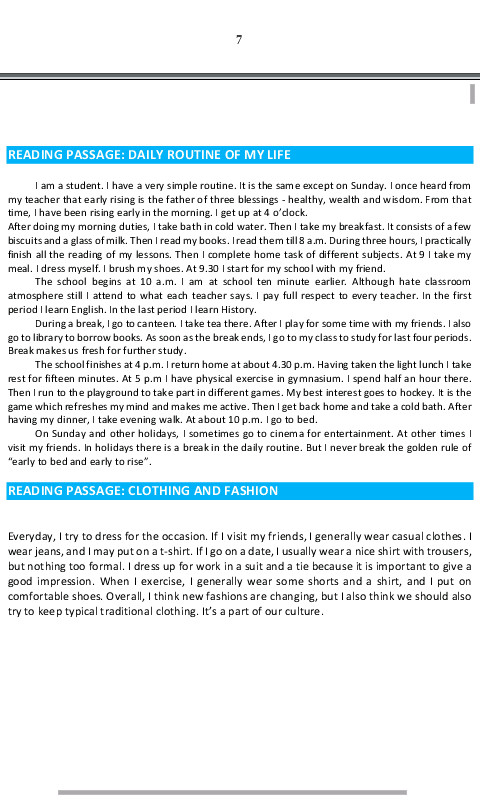 7
READING PASSAGE: DAILY ROUTINE OF MY LIFE
I am a student. I have a very simple routine. It is the same except on Sunday. I once heard from
my teacher that early rising is the father of three blessings - healthy, wealth and wisdom. From that
time, I have been rising early in the morning. I get up at 4 o’clock.
After doing my morning duties, I take bath in cold water. Then I take my breakfast. It consists of a few
biscuits and a glass of milk. Then I read my books. I read them till 8 a.m. During three hours, I practically
finish all the reading of my lessons. Then I complete home task of different subjects. At 9 I take my
meal. I dress myself. I brush my shoes. At 9.30 I start for my school with my friend.
The school begins at 10 a.m. I am at school ten minute earlier. Although hate classroom
atmosphere still I attend to what each teacher says. I pay full respect to every teacher. In the first
period I learn English. In the last period I learn History.
During a break, I go to canteen. I take tea there. After I play for some time with my friends. I also
go to library to borrow books. As soon as the break ends, I go to my class to study for last four periods.
Break makes us fresh for further study.
The school finishes at 4 p.m. I return home at about 4.30 p.m. Having taken the light lunch I take
rest for fifteen minutes. At 5 p.m I have physical exercise in gymnasium. I spend half an hour there.
Then I run to the playground to take part in different games. My best interest goes to hockey. It is the
game which refreshes my mind and makes me active. Then I get back home and take a cold bath. After
having my dinner, I take evening walk. At about 10 p.m. I go to bed.
On Sunday and other holidays, I sometimes go to cinema for entertainment. At other times I
visit my friends. In holidays there is a break in the daily routine. But I never break the golden rule of
“early to bed and early to rise”.
READING PASSAGE: CLOTHING AND FASHION
Everyday, I try to dress for the occasion. If I visit my friends, I generally wear casual clothes. I
wear jeans, and I may put on a t-shirt. If I go on a date, I usually wear a nice shirt with trousers,
but nothing too formal. I dress up for work in a suit and a tie because it is important to give a
good impression. When I exercise, I generally wear some shorts and a shirt, and I put on
comfortable shoes. Overall, I think new fashions are changing, but I also think we should also
try to keep typical traditional clothing. It’s a part of our culture.